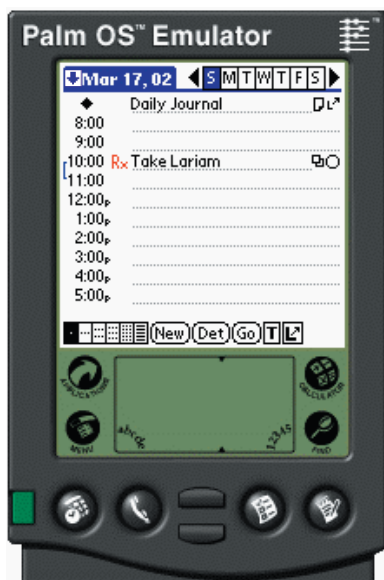 Palm OS™ Emulator
Mar 17, 02 S M T W T F S
Daily Journal
8:00
9:00
10:00 Rx Take Lariam
11:00
12:00p
1:00p
2:00p
3:00p
4:00p
5:00p
New Det Go T
APPLICATIONS
CALCULATOR
MENU
abcde
12345
FIND